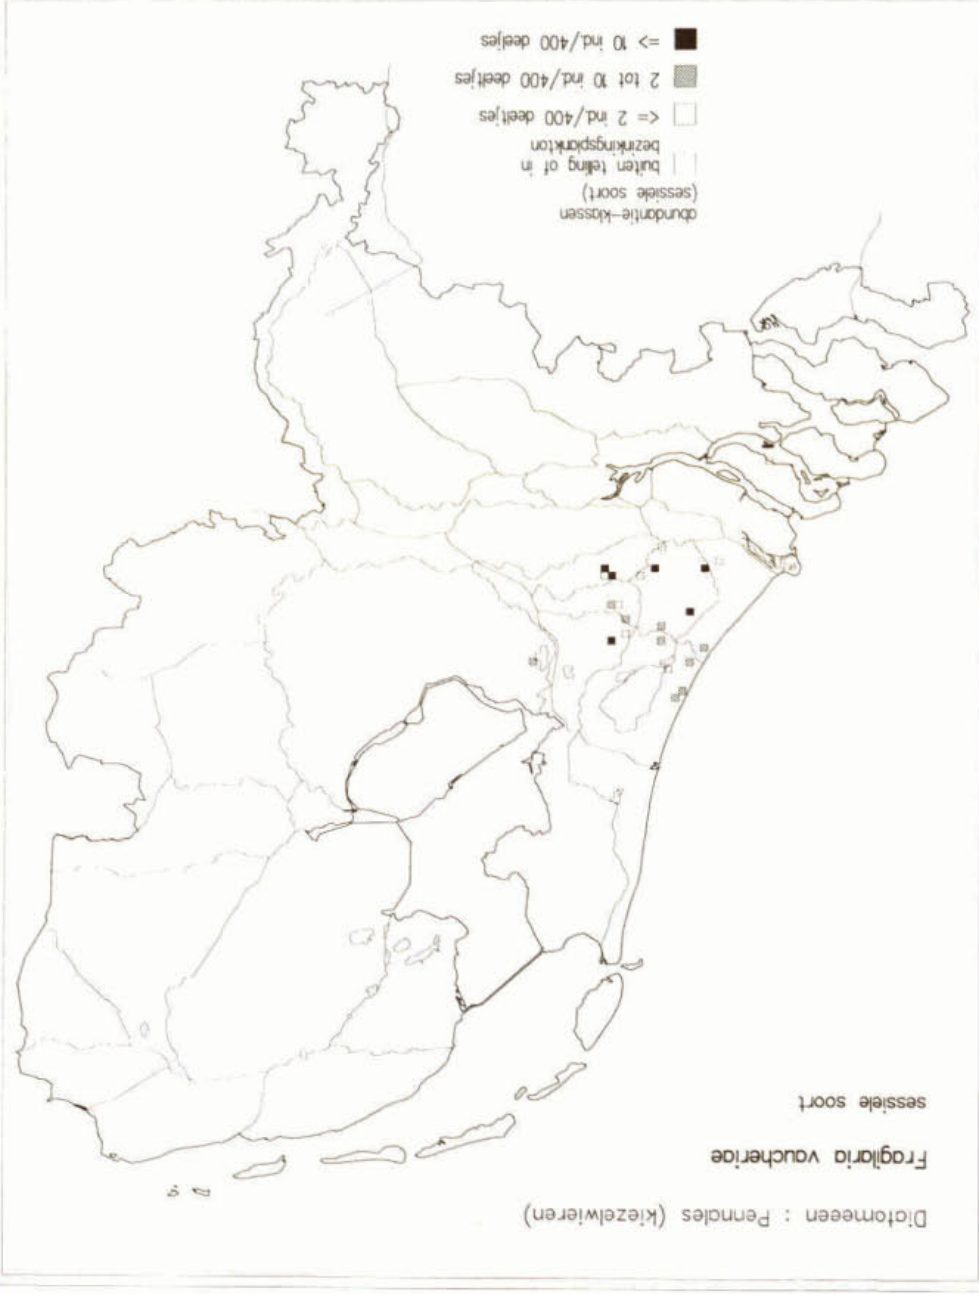 Diatomeeen : Pennales (kiezelwieren)
Fragilaria vaucheriae
sessiele soort
abundantie-klassen
(sessiele soort)
buiten telling of in
bezinkingsplankton
<= 2 ind./400 deeltjes
2 tot 10 ind./400 deeltjes
=> 10 ind./400 deeltjes